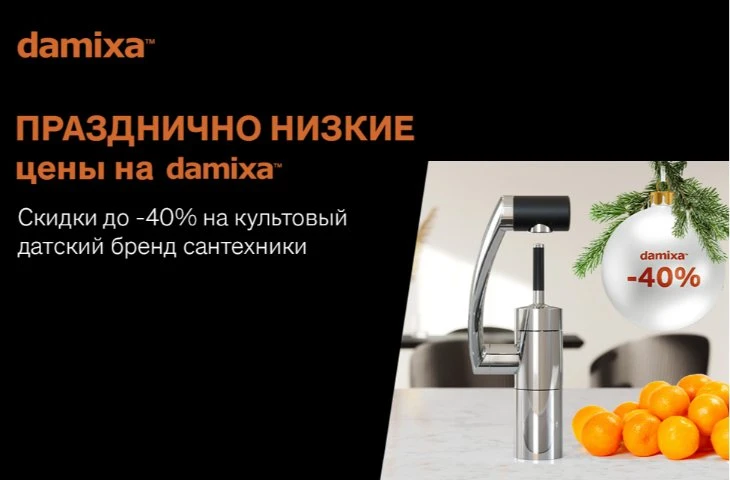 damixa™
ПРАЗДНИЧНО НИЗКИЕ
цены на damixa™
Скидки до -40% на культовый
датский бренд сантехники
damixa™
-40%